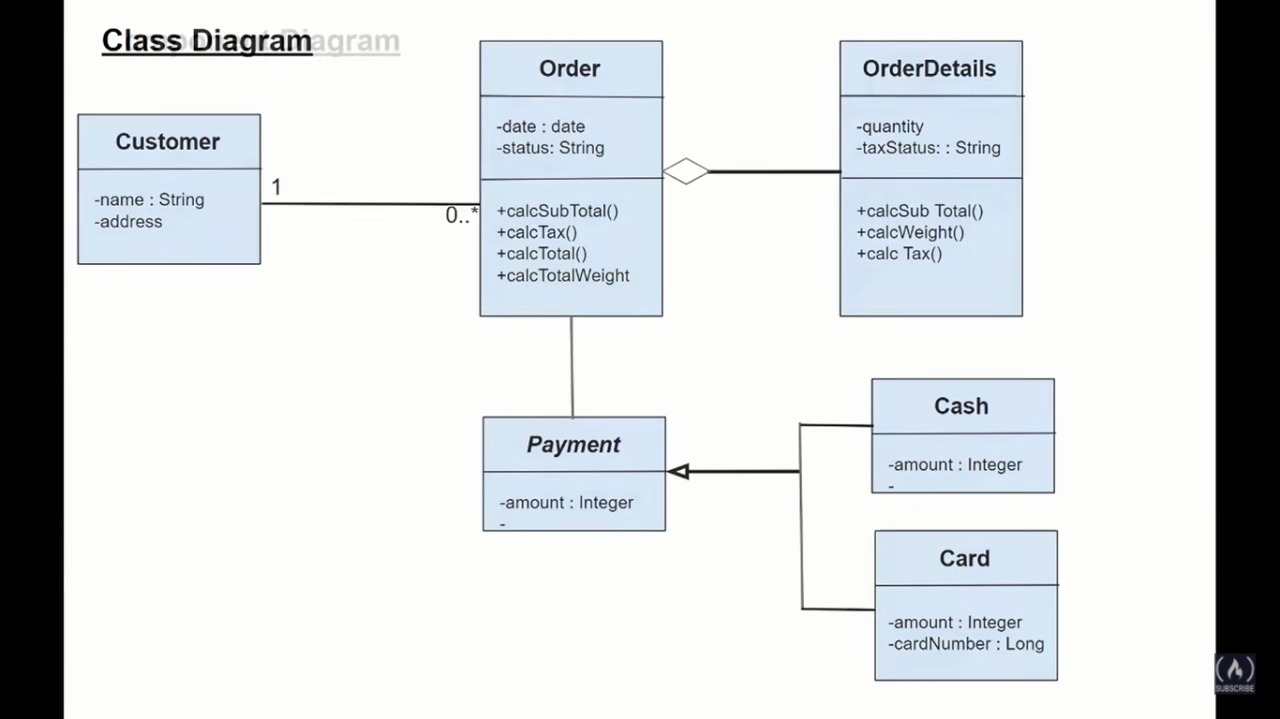 Class Diagram
Diagram
Customer
-name : String
-address
1
0..*
Order
-date : date
-status: String
+calcSubTotal()
+calcTax()
+calcTotal()
+calcTotalWeight
OrderDetails
-quantity
-taxStatus: : String
+calcSub Total()
+calcWeight()
+calc Tax()
Payment
-amount : Integer
-
Cash
-amount : Integer
-
Card
-amount : Integer
-cardNumber : Long
SUBSCRIBE